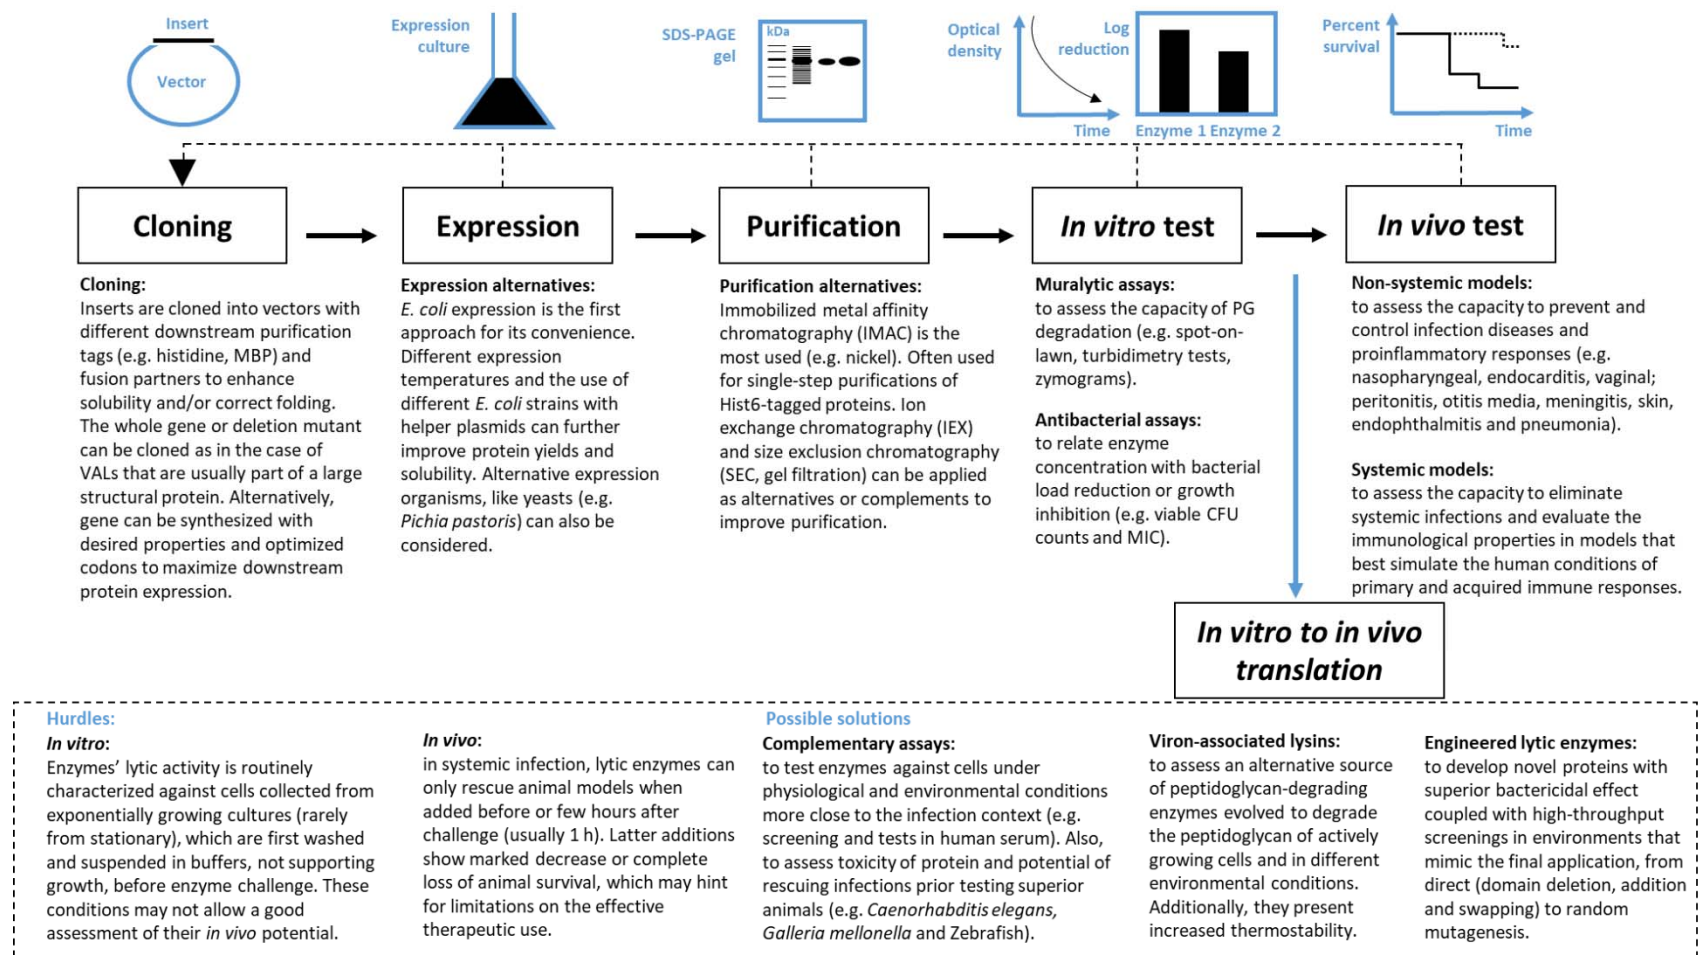 Insert
Vector
Expression
culture
SDS-PAGE
gel
kDa
Optical
density
Time
Log
reduction
Enzyme 1 Enzyme 2
Percent
survival
Time
Cloning
Expression
Purification
In vitro test
In vivo test
Cloning:
Inserts are cloned into vectors with
different downstream purification
tags (e.g. histidine, MBP) and
fusion partners to enhance
solubility and/or correct folding.
The whole gene or deletion mutant
can be cloned as in the case of
VALs that are usually part of a large
structural protein. Alternatively,
gene can be synthesized with
desired properties and optimized
codons to maximize downstream
protein expression.
Expression alternatives:
E. coli expression is the first
approach for its convenience.
Different expression
temperatures and the use of
different E. coli strains with
helper plasmids can further
improve protein yields and
solubility. Alternative expression
organisms, like yeasts (e.g.
Pichia pastoris) can also be
considered.
Purification alternatives:
Immobilized metal affinity
chromatography (IMAC) is the
most used (e.g. nickel). Often used
for single-step purifications of
Hist6-tagged proteins. Ion
exchange chromatography (IEX)
and size exclusion chromatography
(SEC, gel filtration) can be applied
as alternatives or complements to
improve purification.
Muralytic assays:
to assess the capacity of PG
degradation (e.g. spot-on-
lawn, turbidimetry tests,
zymograms).
Antibacterial assays:
to relate enzyme
concentration with bacterial
load reduction or growth
inhibition (e.g. viable CFU
counts and MIC).
Non-systemic models:
to assess the capacity to prevent and
control infection diseases and
proinflammatory responses (e.g.
nasopharyngeal, endocarditis, vaginal;
peritonitis, otitis media, meningitis, skin,
endophthalmitis and pneumonia).
Systemic models:
to assess the capacity to eliminate
systemic infections and evaluate the
immunological properties in models that
best simulate the human conditions of
primary and acquired immune responses.
In vitro to in vivo
translation
Hurdles:
In vitro:
Enzymes’ lytic activity is routinely
characterized against cells collected from
exponentially growing cultures (rarely
from stationary), which are first washed
and suspended in buffers, not supporting
growth, before enzyme challenge. These
conditions may not allow a good
assessment of their in vivo potential.
In vivo:
in systemic infection, lytic enzymes can
only rescue animal models when
added before or few hours after
challenge (usually 1 h). Latter additions
show marked decrease or complete
loss of animal survival, which may hint
for limitations on the effective
therapeutic use.
Possible solutions
Complementary assays:
to test enzymes against cells under
physiological and environmental conditions
more close to the infection context (e.g.
screening and tests in human serum). Also,
to assess toxicity of protein and potential of
rescuing infections prior testing superior
animals (e.g. Caenorhabditis elegans,
Galleria mellonella and Zebrafish).
Viron-associated lysins:
to assess an alternative source
of peptidoglycan-degrading
enzymes evolved to degrade
the peptidoglycan of actively
growing cells and in different
environmental conditions.
Additionally, they present
increased thermostability.
Engineered lytic enzymes:
to develop novel proteins with
superior bactericidal effect
coupled with high-throughput
screenings in environments that
mimic the final application, from
direct (domain deletion, addition
and swapping) to random
mutagenesis.